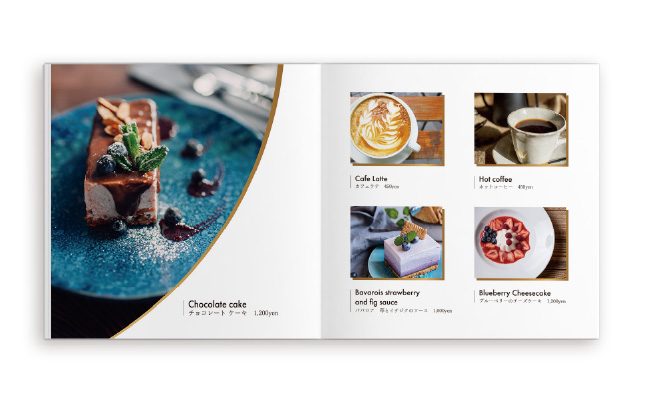 Chocolate cake
チョコレート ケーキ 1,200yen
Cafe Latte
カフェラテ 450yen
Hot coffee
ホットコーヒー 450yen
Bavarois strawberry
and fig sauce
ババロア 苺とイチジクのソース 1,000yen
Blueberry Cheesecake
ブルーベリーのチーズケーキ 1,200yen